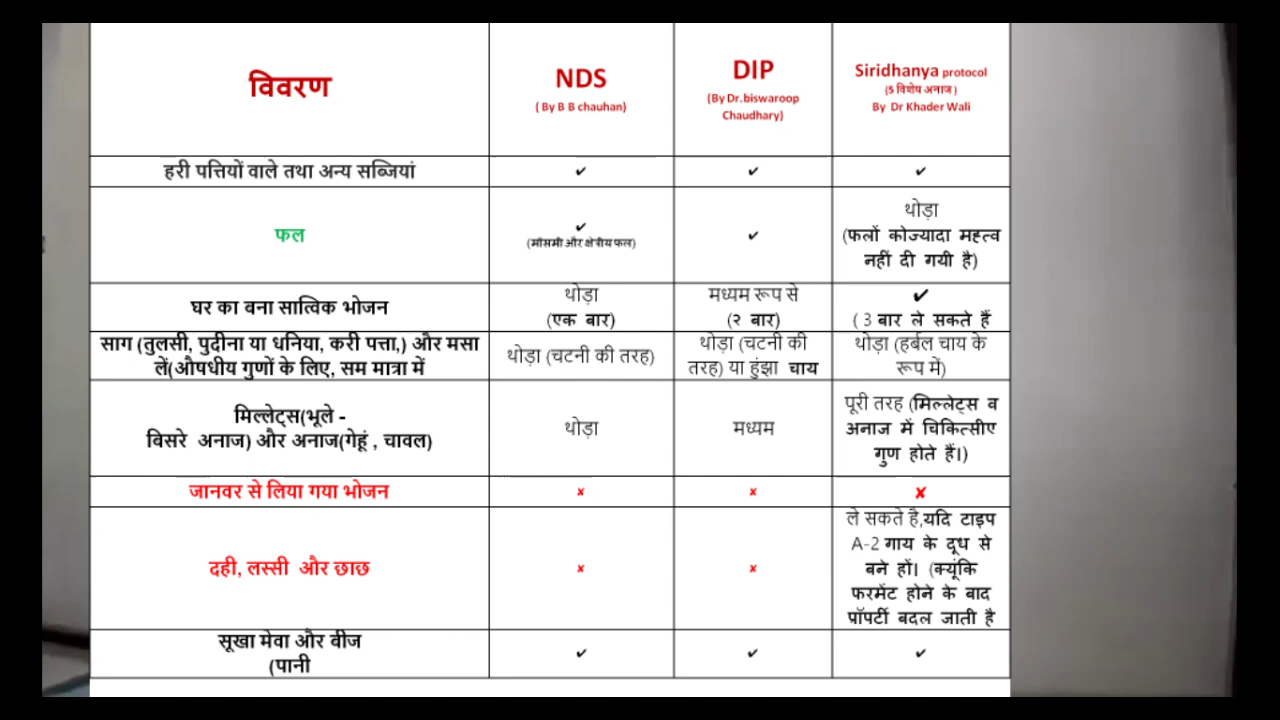 विवरण
NDS
( By B B chauhan)
DIP
(By Dr.biswaroop
Chaudhary)
Siridhanya protocol
(5 विशेष अनाज )
By Dr Khader Wali
हरी पत्तियों वाले तथा अन्य सब्जियां
✔
✔
✔
फल
✔
(मौसमी और क्षेत्रीय फल)
✔
थोड़ा
(फलों कोज्यादा महत्व
नहीं दी गयी है)
घर का बना सात्विक भोजन
थोड़ा
(एक बार)
मध्यम रूप से
(२ बार)
✔
( 3 बार ले सकते हैं
साग (तुलसी, पुदीना या धनिया, करी पत्ता,) और मसा
लें(औषधीय गुणों के लिए, सम मात्रा में
थोड़ा (चटनी की तरह)
थोड़ा (चटनी की
तरह) या हुंझा चाय
थोड़ा (हर्बल चाय के
रूप में)
मिल्लेट्स(भूले -
विसरे अनाज) और अनाज(गेहूं , चावल)
थोड़ा
मध्यम
पूरी तरह (मिल्लेट्स व
अनाज में चिकित्सीए
गुण होते हैं।)
जानवर से लिया गया भोजन
✘
✘
✘
दही, लस्सी और छाछ
✘
✘
ले सकते है,यदि टाइप
A-2 गाय के दूध से
बने हों। (क्यूंकि
फरमेंट होने के बाद
प्रॉपर्टी बदल जाती है
सूखा मेवा और बीज
(पानी
✔
✔
✔